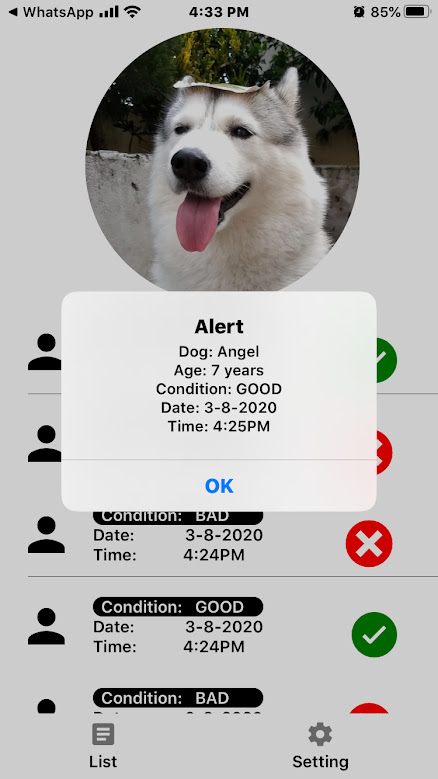 WhatsApp 4:33 PM 85%
Alert
Dog: Angel
Age: 7 years
Condition: GOOD
Date: 3-8-2020
Time: 4:25PM
OK
Condition: BAD
Date: 3-8-2020
Time: 4:24PM
Condition: GOOD
Date: 3-8-2020
Time: 4:24PM
Condition: BAD
List Setting